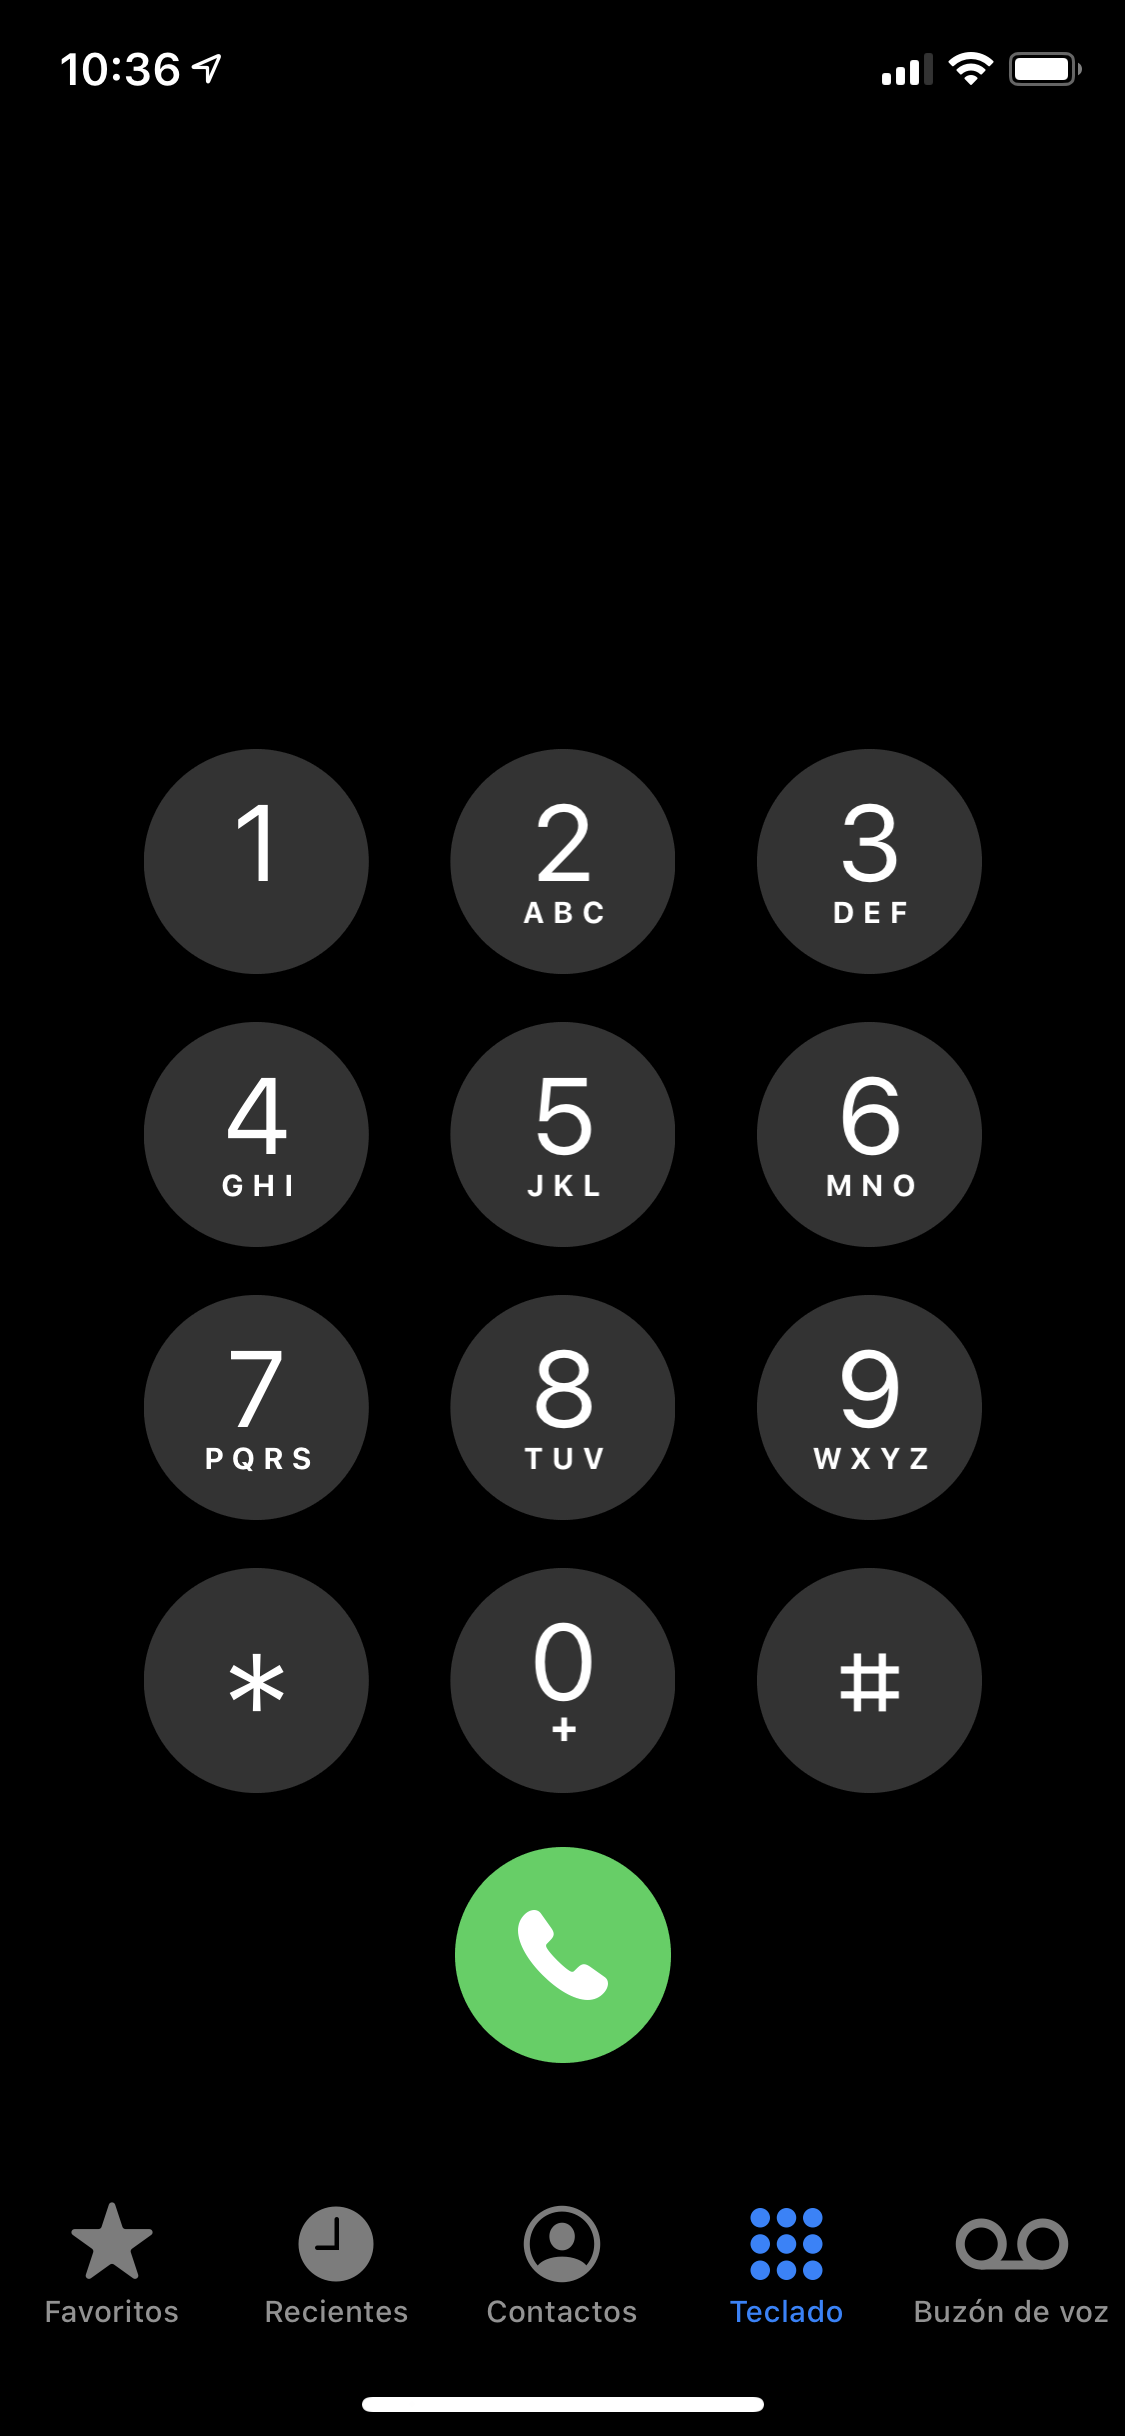 10:36
1 2 3
ABC DEF
4 5 6
GHI JKL MNO
7 8 9
PQRS TUV WXYZ
* 0 #
+
Favoritos Recientes Contactos Teclado Buzón de voz